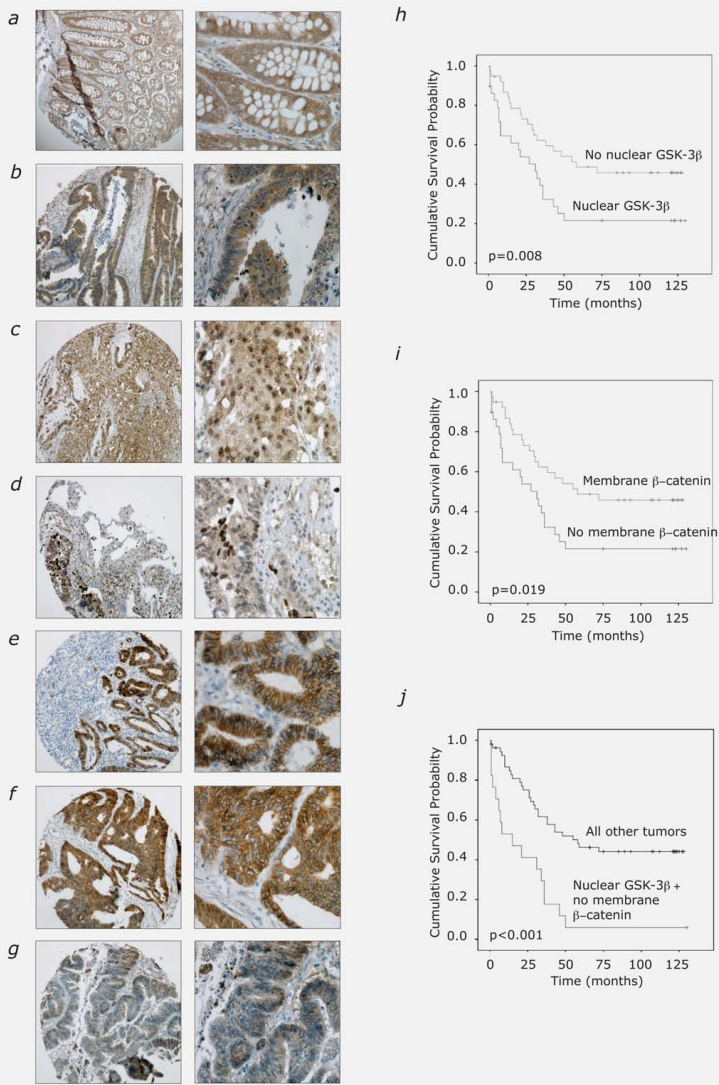 a
b
c
d
e
f
g
h
Cumulative Survival Probabilty
1.0
0.8
0.6
0.4
0.2
0.0
No nuclear GSK-3β
Nuclear GSK-3β
p=0.008
0 25 50 75 100 125
Time (months)
i
Cumulative Survival Probabilty
1.0
0.8
0.6
0.4
0.2
0.0
Membrane β-catenin
No membrane β-catenin
p=0.019
0 25 50 75 100 125
Time (months)
j
Cumulative Survival Probabilty
1.0
0.8
0.6
0.4
0.2
0.0
All other tumors
Nuclear GSK-3β +
no membrane
β-catenin
p<0.001
0 25 50 75 100 125
Time (months)